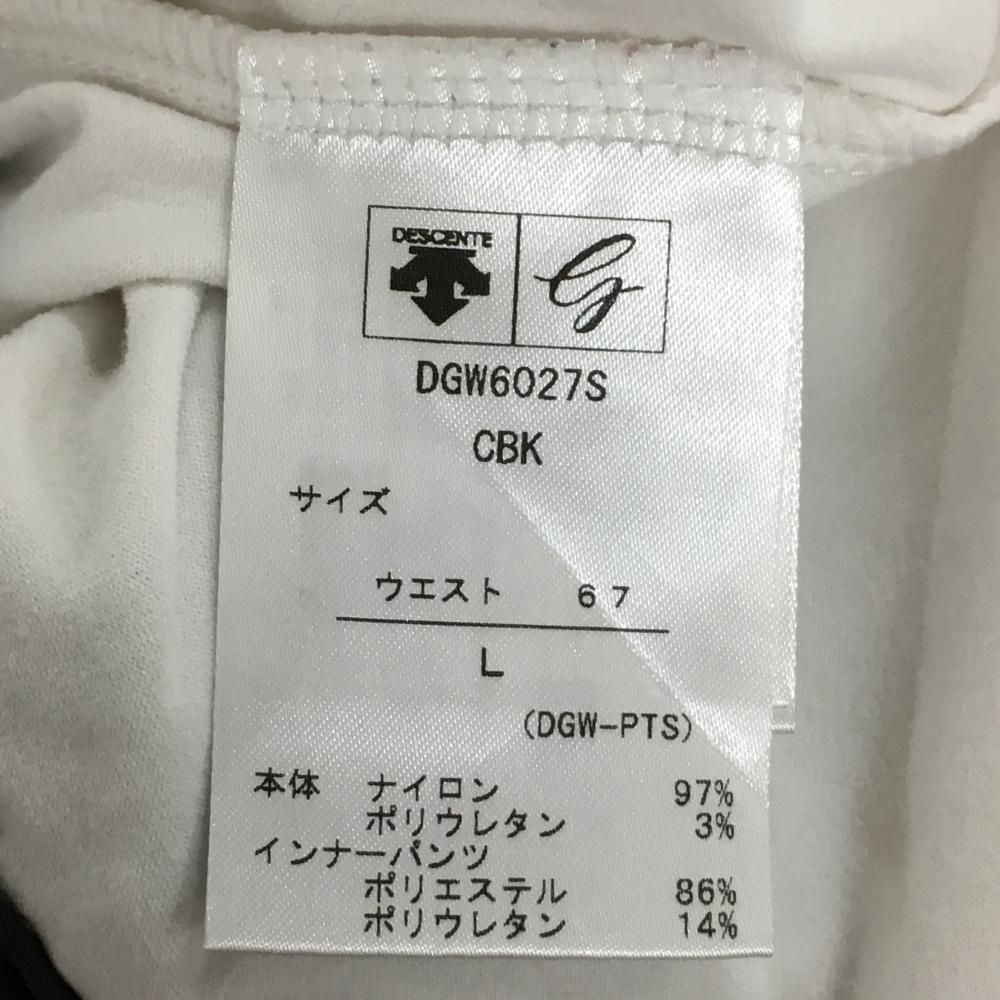 DESCENTE
G
DGW6027S
CBK
サイズ
ウエスト 67
L
(DGW-PTS)
本体 ナイロン 97%
ポリウレタン 3%
インナーパンツ
ポリエステル 86%
ポリウレタン 14%